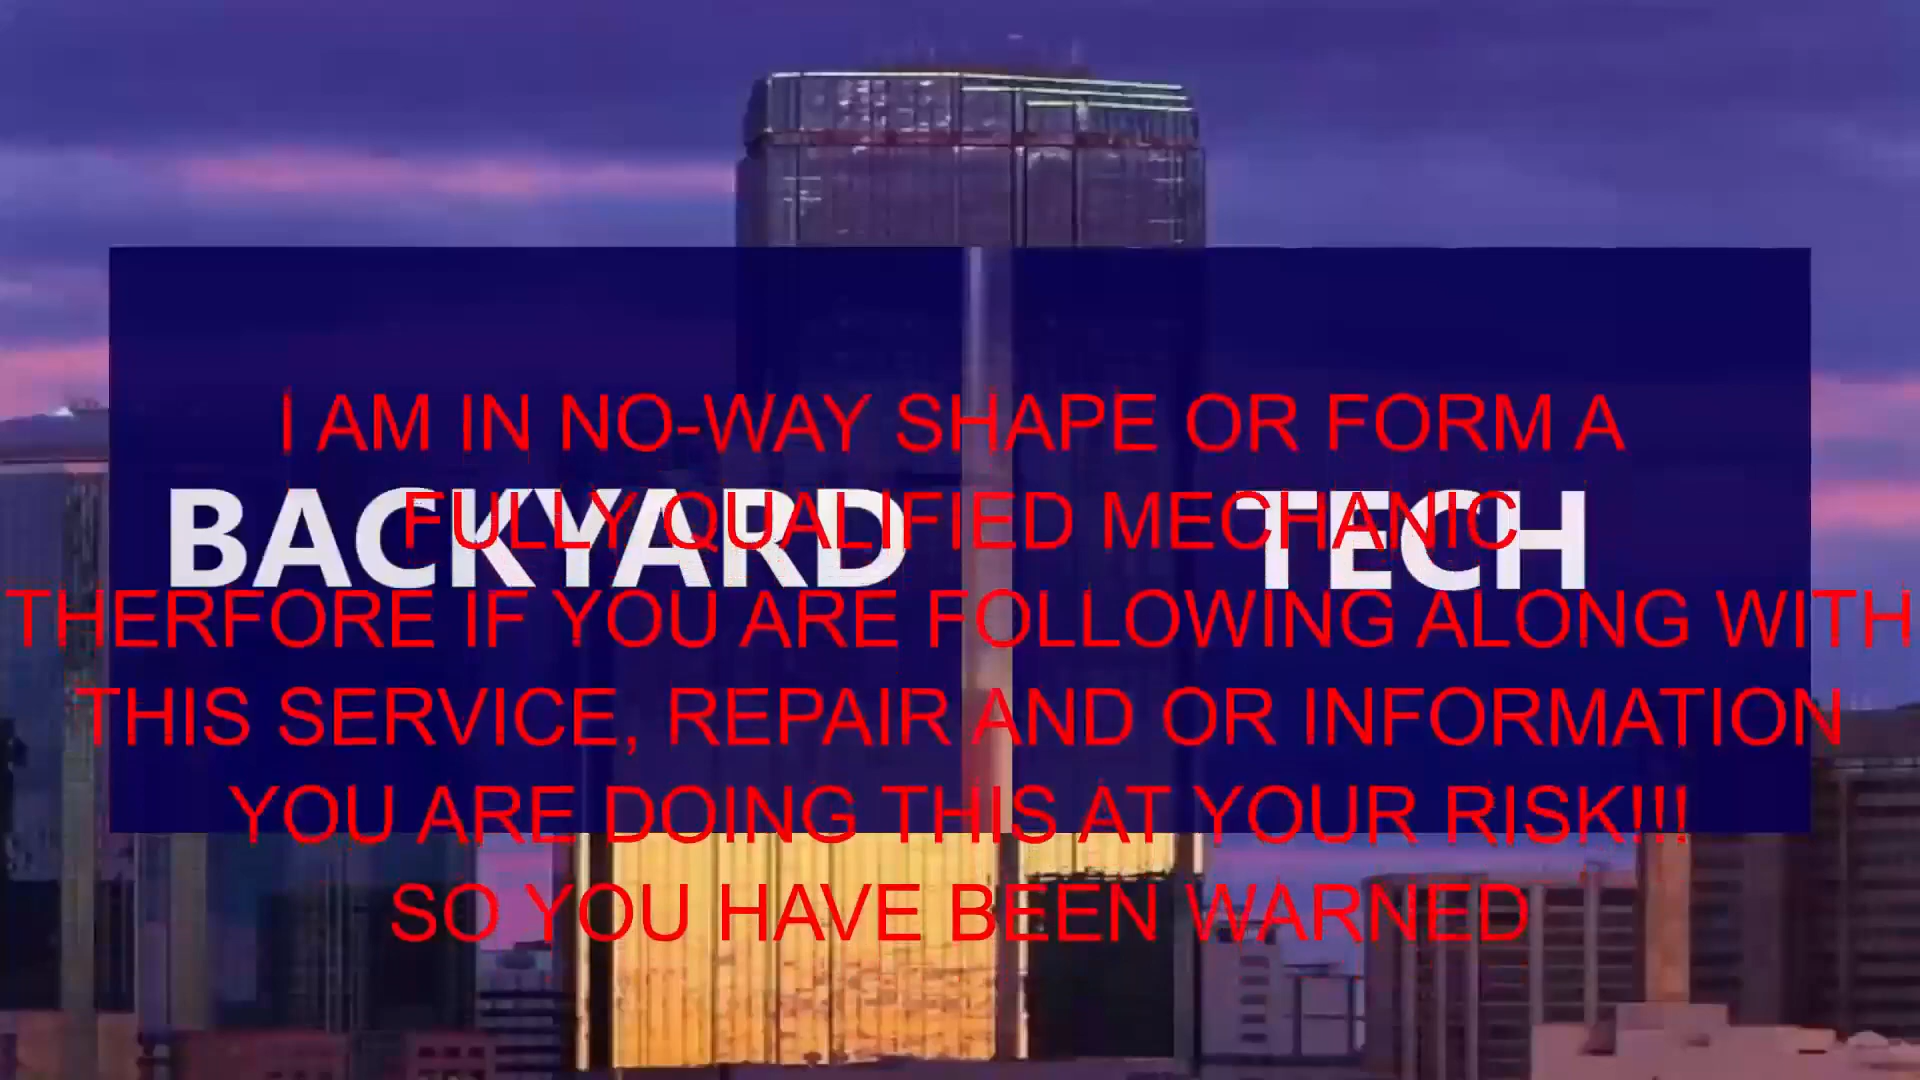 I AM IN NO-WAY SHAPE OR FORM A
FULLY QUALIFIED MECHANIC
BACKYARD TECH
THERFORE IF YOU ARE FOLLOWING ALONG WITH
THIS SERVICE, REPAIR AND OR INFORMATION
YOU ARE DOING THIS AT YOUR RISK!!!
SO YOU HAVE BEEN WARNED